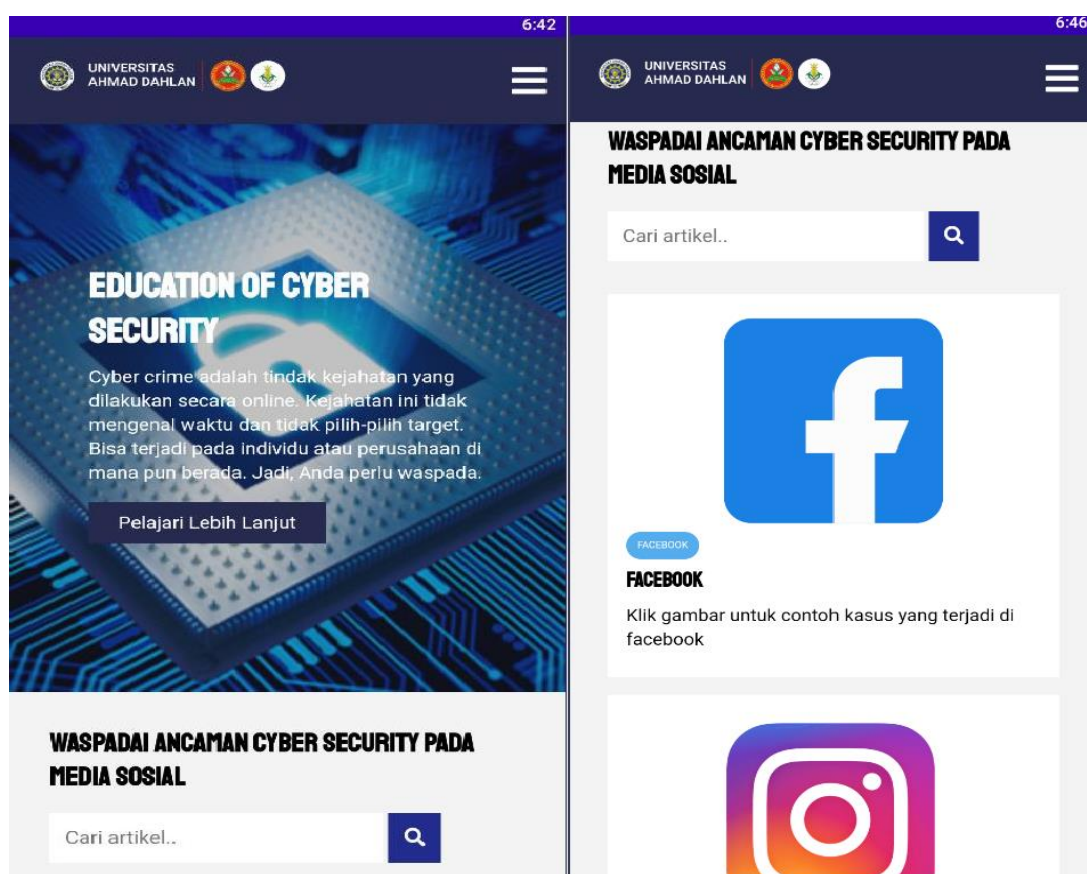 6:42
UNIVERSITAS
AHMAD DAHLAN
EDUCATION OF CYBER
SECURITY
Cyber crime adalah tindak kejahatan yang
dilakukan secara online. Kejahatan ini tidak
mengenal waktu dan tidak pilih-pilih target.
Bisa terjadi pada individu atau perusahaan di
mana pun berada. Jadi, Anda perlu waspada.
Pelajari Lebih Lanjut
WASPADAI ANCAMAN CYBER SECURITY PADA
MEDIA SOSIAL
Cari artikel..
6:46
UNIVERSITAS
AHMAD DAHLAN
WASPADAI ANCAMAN CYBER SECURITY PADA
MEDIA SOSIAL
Cari artikel..
FACEBOOK
FACEBOOK
Klik gambar untuk contoh kasus yang terjadi di
facebook